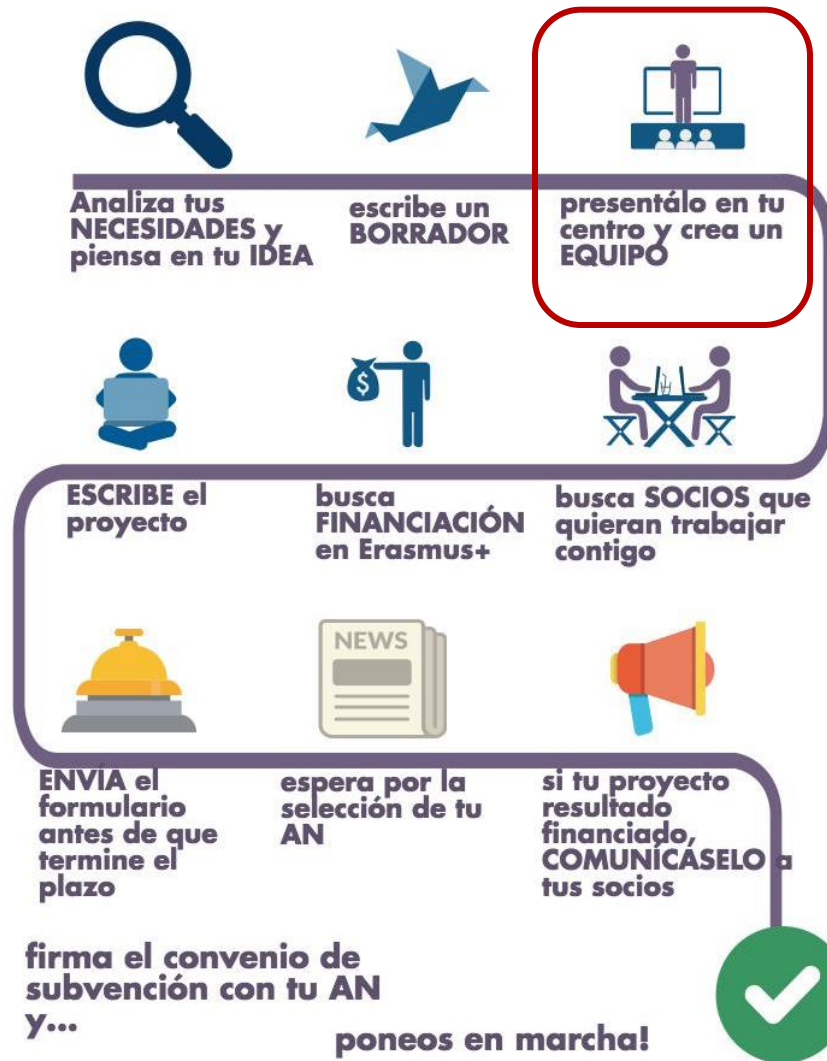 Analiza tus
NECESIDADES y
piensa en tu IDEA
escribe un
BORRADOR
presentálo en tu
centro y crea un
EQUIPO
$
ESCRIBE el
proyecto
busca
FINANCIACIÓN
en Erasmus+
busca SOCIOS que
quieran trabajar
contigo
NEWS
ENVÍA el
formulario
antes de que
termine el
plazo
espera por la
selección de tu
AN
si tu proyecto
resultado
financiado,
COMUNÍCASELO a
tus socios
firma el convenio de
subvención con tu AN
y...
poneos en marcha!